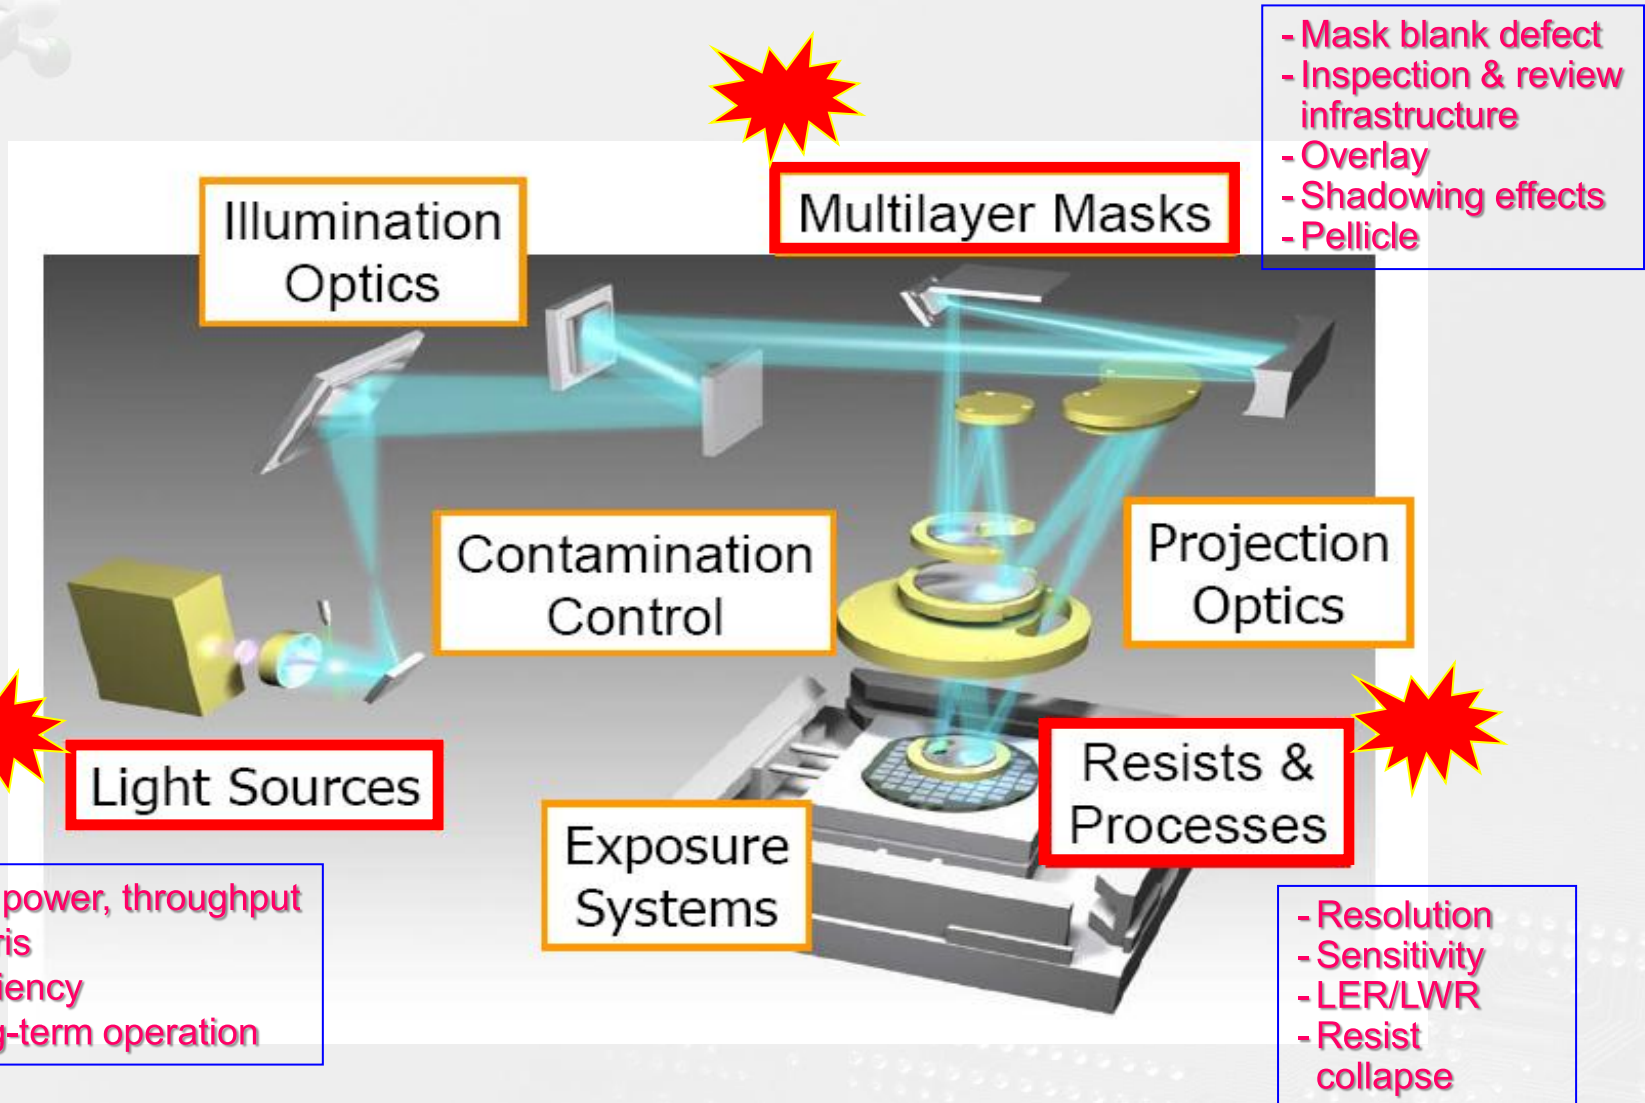 - Mask blank defect
- Inspection & review
infrastructure
- Overlay
- Shadowing effects
- Pellicle
Multilayer Masks
Illumination
Optics
Contamination
Control
Projection
Optics
Light Sources
Resists &
Processes
Exposure
Systems
power, throughput
-term operation
- Resolution
- Sensitivity
- LER/LWR
- Resist
collapse